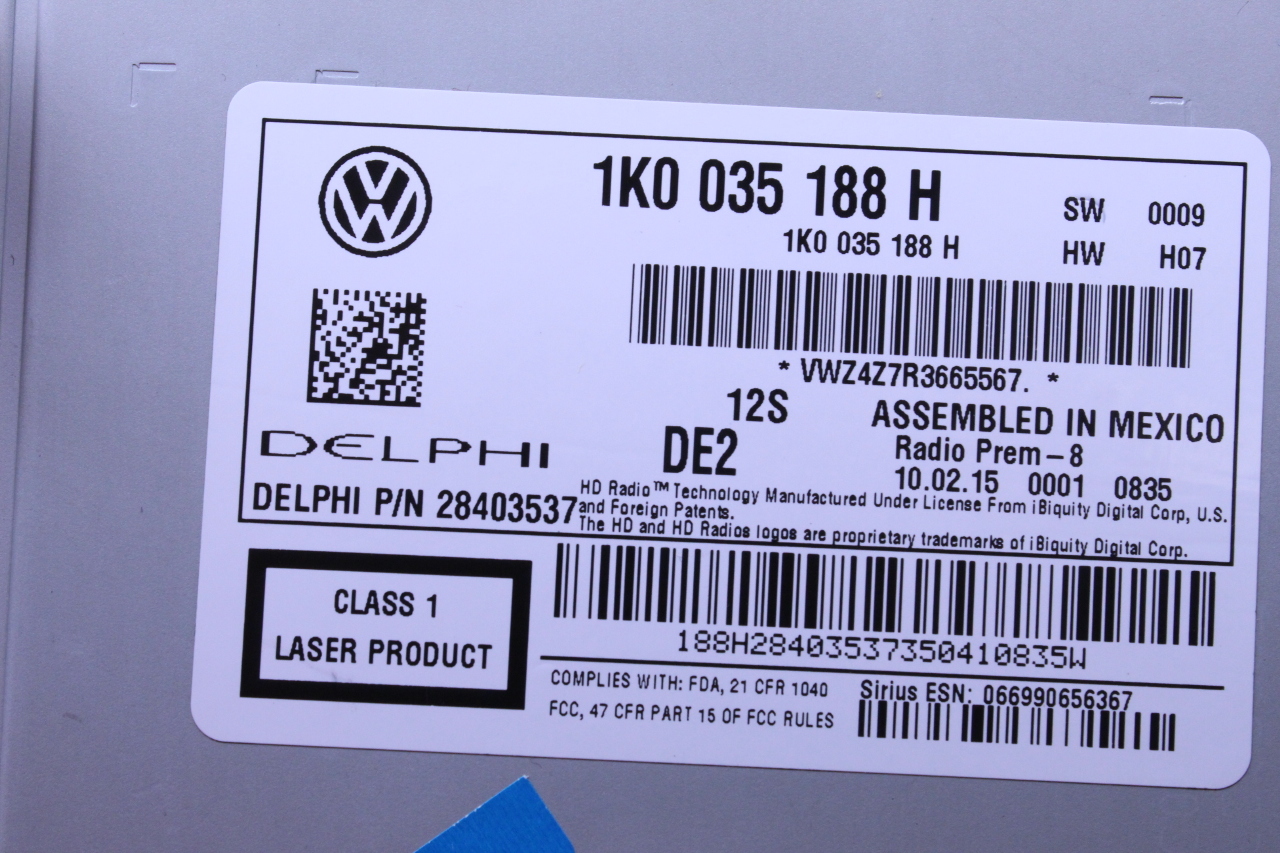 1K0 035 188 H
SW 0009
1K0 035 188 H
HW H07
* VWZ4Z7R3665567. *
12S
ASSEMBLED IN MEXICO
DELPHI
DE2
Radio Prem-8
10.02.15 0001 0835
DELPHI P/N 28403537
HD Radio™ Technology Manufactured Under License From iBiquity Digital Corp, U.S.
and Foreign Patents.
The HD and HD Radios logos are proprietary trademarks of iBiquity Digital Corp.
CLASS 1
LASER PRODUCT
188H28403537350410835W
COMPLIES WITH: FDA, 21 CFR 1040
FCC, 47 CFR PART 15 OF FCC RULES
Sirius ESN: 066990656367